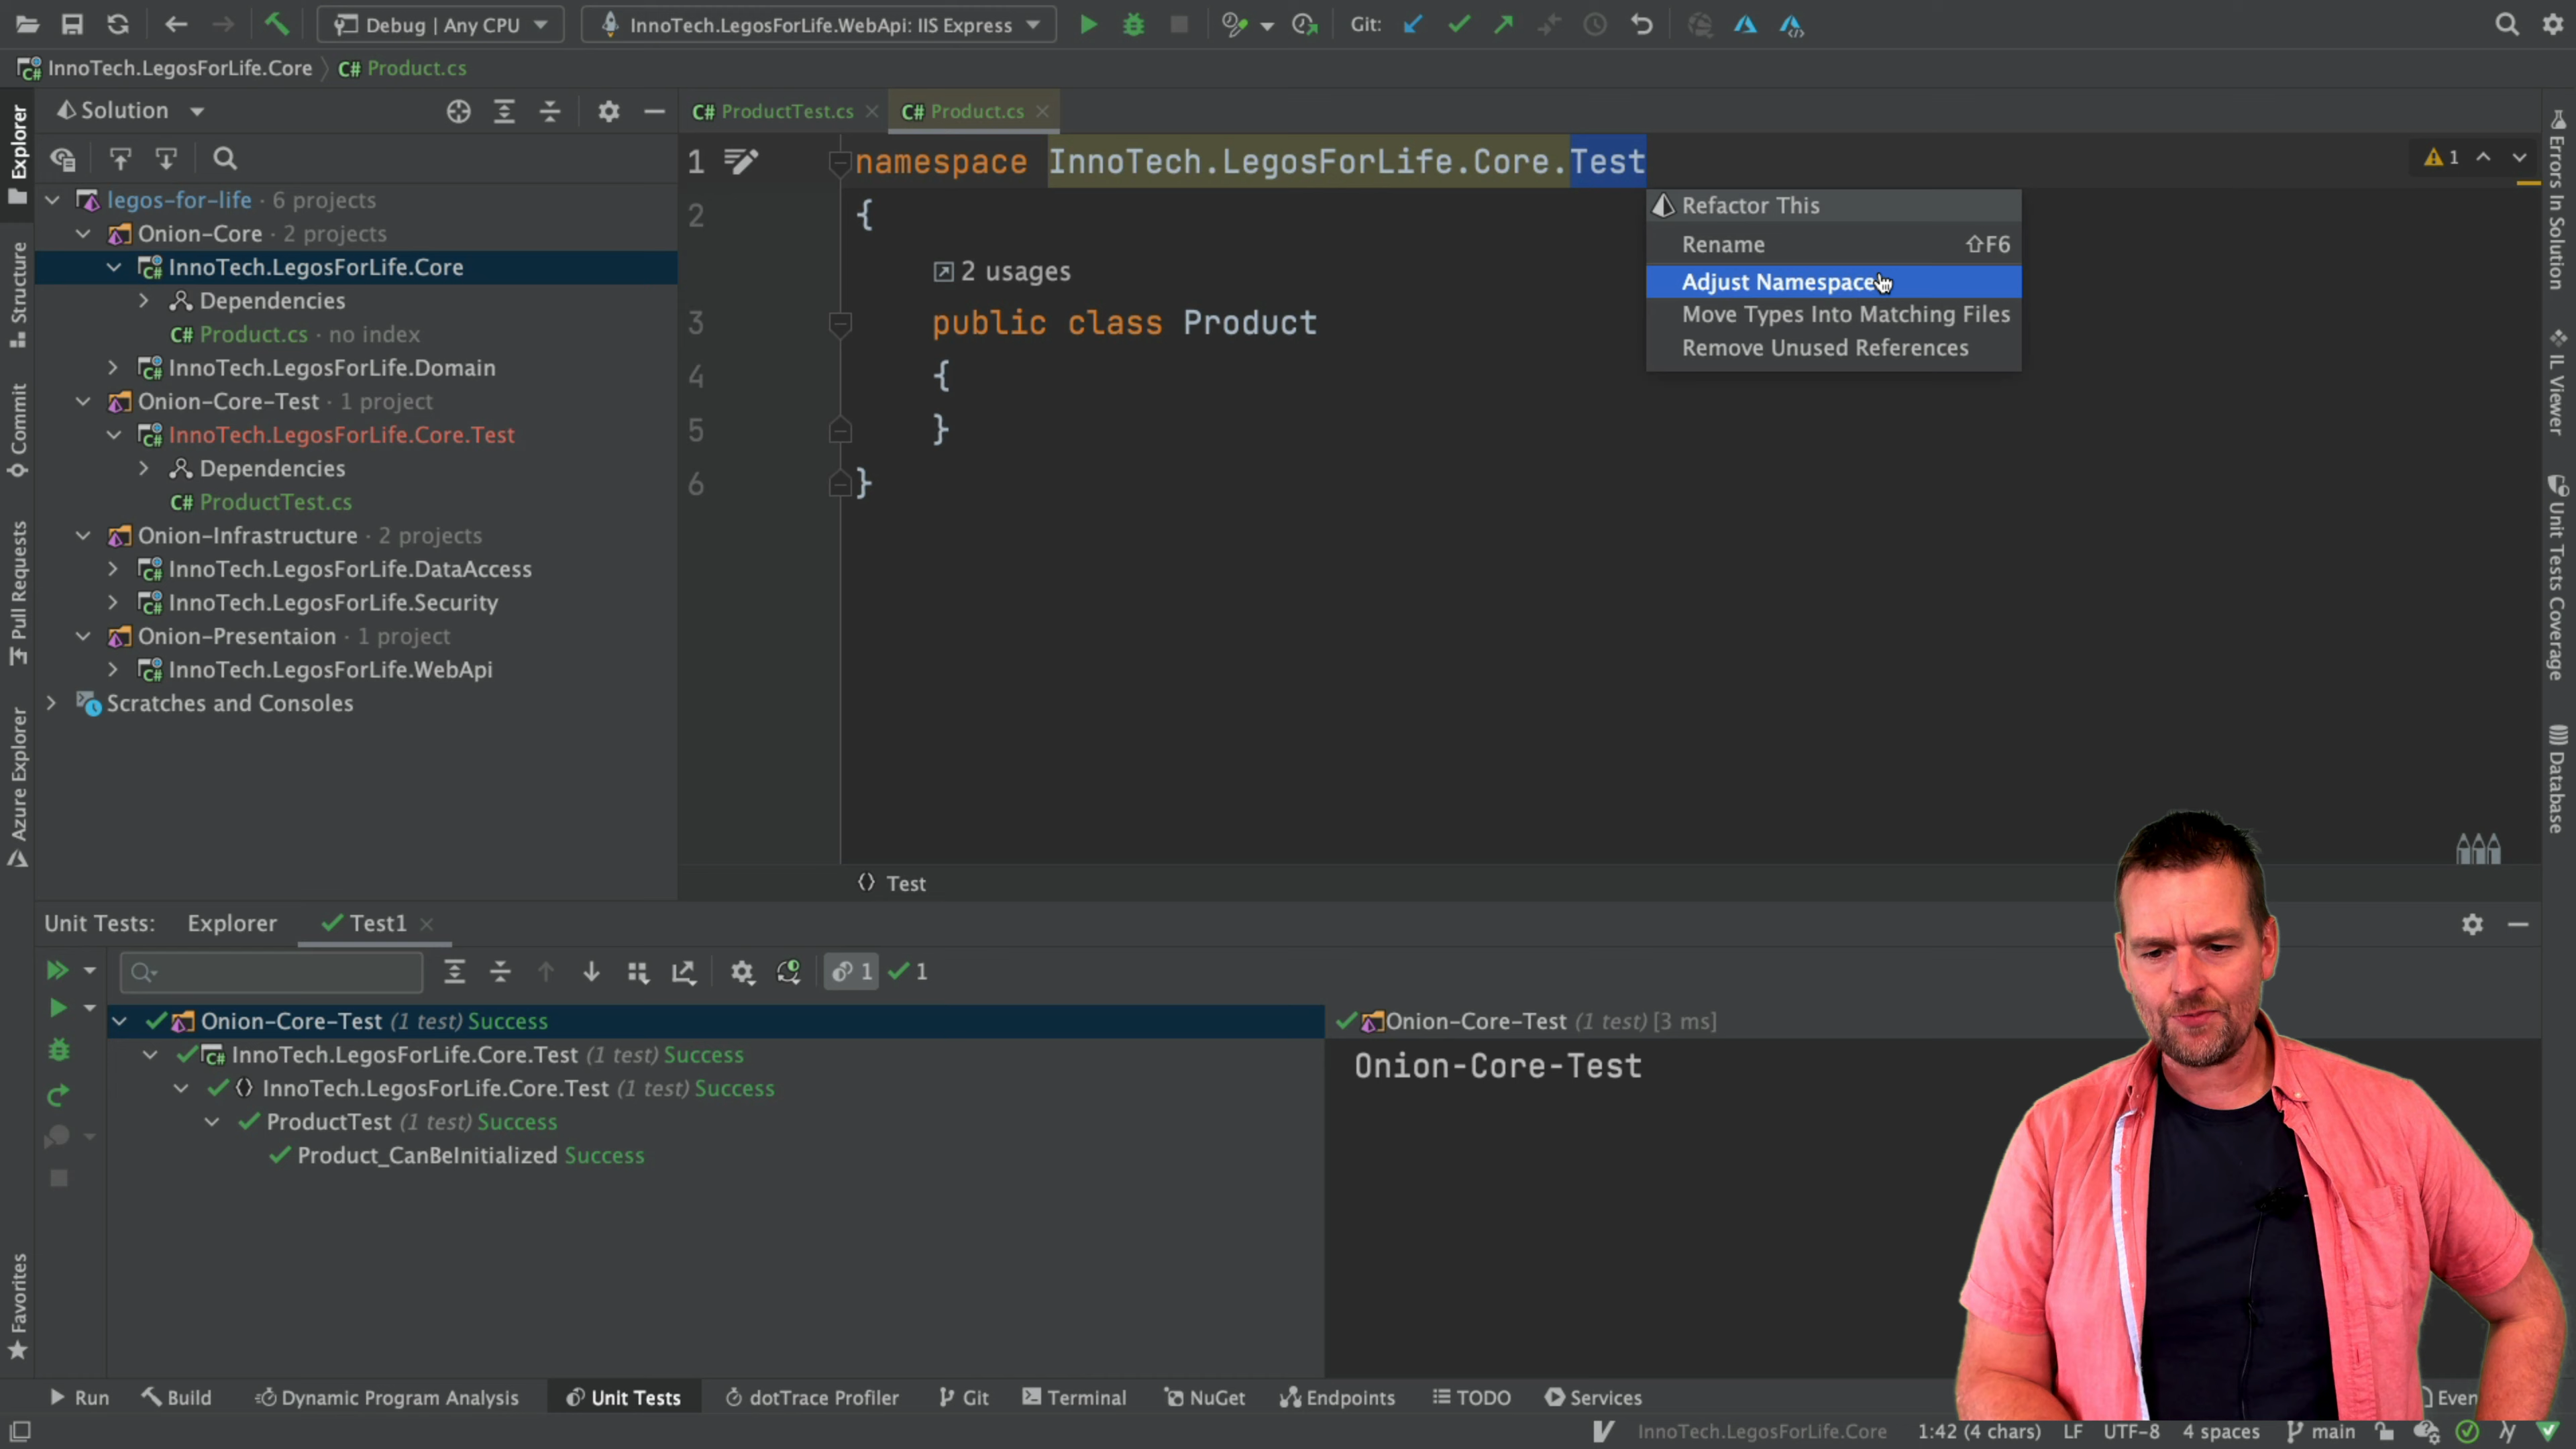 Debug | Any CPU
InnoTech.LegosForLife.WebApi: IIS Express
Git:
InnoTech.LegosForLife.Core
C# Product.cs
Solution
C# ProductTest.cs
C# Product.cs
legos-for-life · 6 projects
Onion-Core · 2 projects
InnoTech.LegosForLife.Core
Dependencies
C# Product.cs · no index
InnoTech.LegosForLife.Domain
Onion-Core-Test · 1 project
InnoTech.LegosForLife.Core.Test
Dependencies
C# ProductTest.cs
Onion-Infrastructure · 2 projects
InnoTech.LegosForLife.DataAccess
InnoTech.LegosForLife.Security
Onion-Presentaion · 1 project
InnoTech.LegosForLife.WebApi
Scratches and Consoles
Explorer
Structure
Commit
Pull Requests
Azure Explorer
Favorites
1 namespace InnoTech.LegosForLife.Core.Test
2 {
2 usages
3 public class Product
4 {
5 }
6 }
1
Refactor This
Rename ⇧F6
Adjust Namespace
Move Types Into Matching Files
Remove Unused References
Test
Errors In Solution
IL Viewer
Unit Tests Coverage
Database
Unit Tests: Explorer Test1
1 1
Onion-Core-Test (1 test) Success
InnoTech.LegosForLife.Core.Test (1 test) Success
InnoTech.LegosForLife.Core.Test (1 test) Success
ProductTest (1 test) Success
Product_CanBeInitialized Success
Onion-Core-Test (1 test) [3 ms]
Onion-Core-Test
Run Build Dynamic Program Analysis Unit Tests dotTrace Profiler Git Terminal NuGet Endpoints TODO Services
InnoTech.LegosForLife.Core 1:42 (4 chars) LF UTF-8 4 spaces main